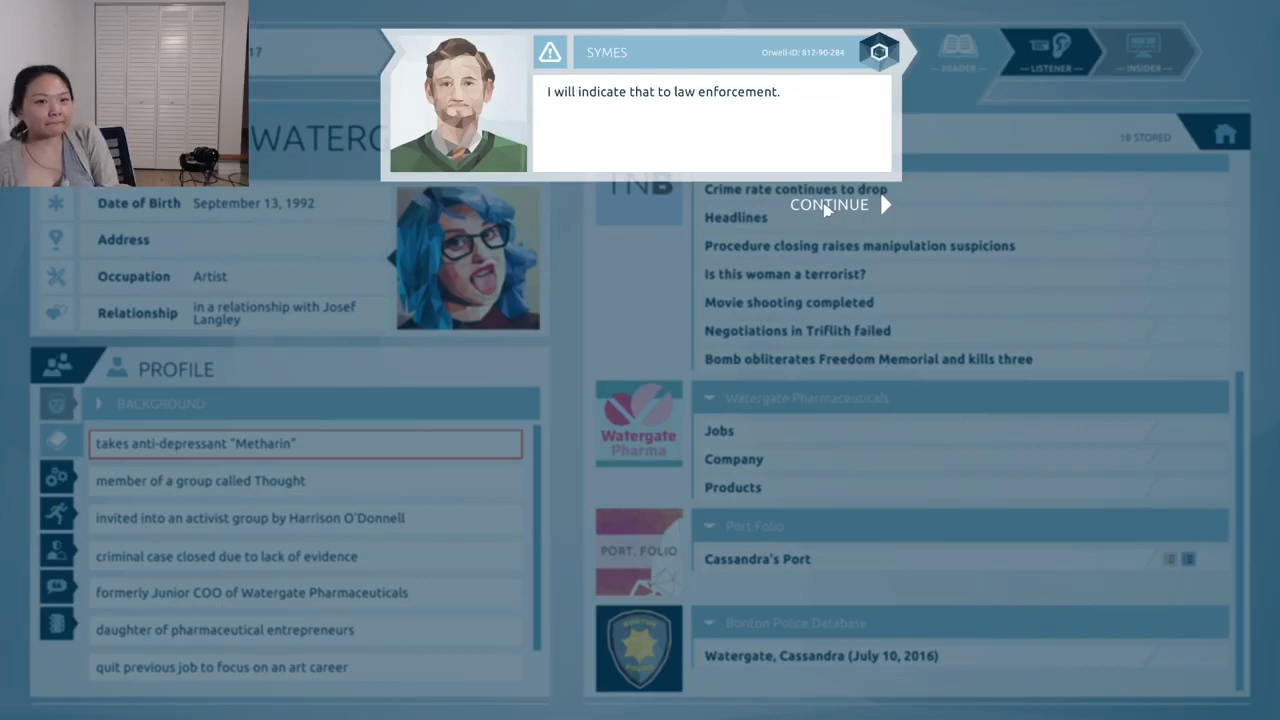 17
SYMES
Orwell-ID: 812-90-284
I will indicate that to law enforcement.
CONTINUE
READER
LISTENER
INSIDER
WATERG
18 STORED
Date of Birth September 13, 1992
Address
Occupation Artist
Relationship in a relationship with Josef
Langley
PROFILE
BACKGROUND
takes anti-depressant "Metharin"
member of a group called Thought
invited into an activist group by Harrison O'Donnell
criminal case closed due to lack of evidence
formerly Junior COO of Watergate Pharmaceuticals
daughter of pharmaceutical entrepreneurs
quit previous job to focus on an art career
TNB
Crime rate continues to drop
Headlines
Procedure closing raises manipulation suspicions
Is this woman a terrorist?
Movie shooting completed
Negotiations in Triflith failed
Bomb obliterates Freedom Memorial and kills three
Watergate
Pharma
Watergate Pharmaceuticals
Jobs
Company
Products
PORT. FOLIO
Port Folio
Cassandra's Port
Bonton Police Database
Watergate, Cassandra (July 10, 2016)